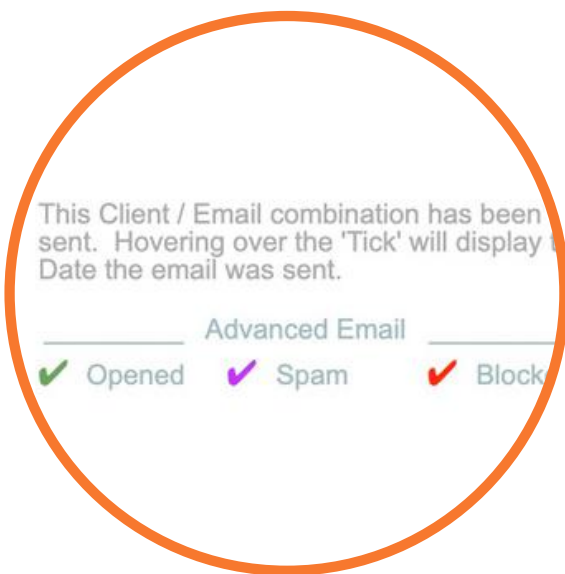 This Client / Email combination has been
sent.  Hovering over the 'Tick' will display
Date the email was sent.
Advanced Email
✔ Opened ✔ Spam ✔